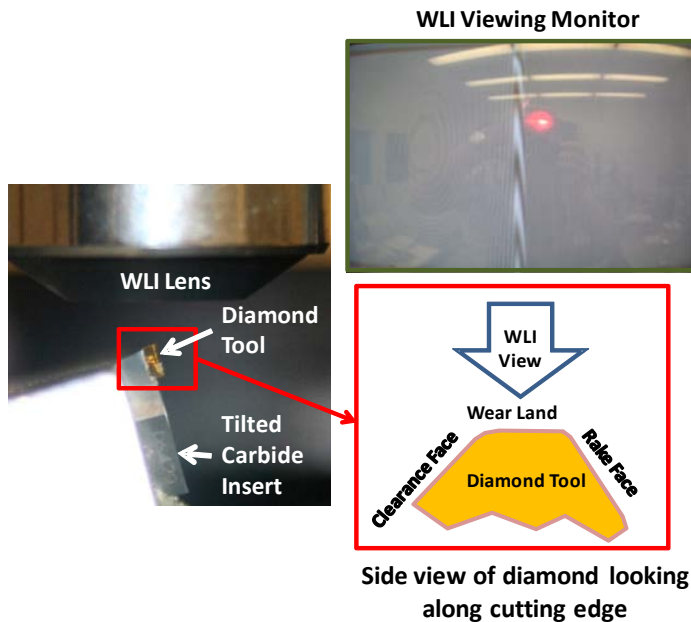 WLI Viewing Monitor
WLI Lens
Diamond
Tool
Tilted
Carbide
Insert
WLI
View
Wear Land
Clearance Face
Rake Face
Diamond Tool
Side view of diamond looking
along cutting edge